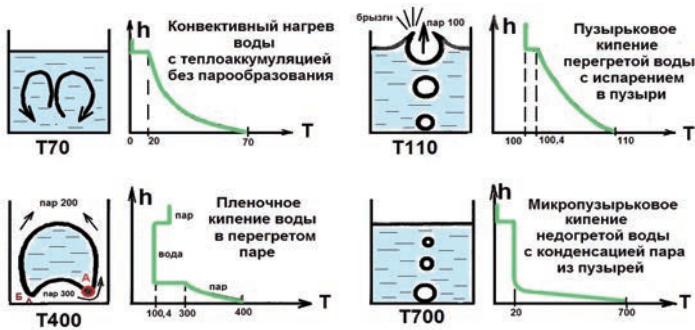 h
Конвективный нагрев
воды
с теплоаккумуляцией
без парообразования
T70
0
20
70
T
брызги
пар 100
h
Пузырьковое
кипение
перегретой воды
с испарением
в пузыри
T110
100
100,4
110
T
пар 200
пар 300
А
Б
T400
h
Пленочное
кипение воды
в перегретом
паре
пар
вода
пар
100,4
300
400
T
h
Микропузырьковое
кипение
недогретой воды
с конденсацией пара
из пузырей
T700
20
700
T